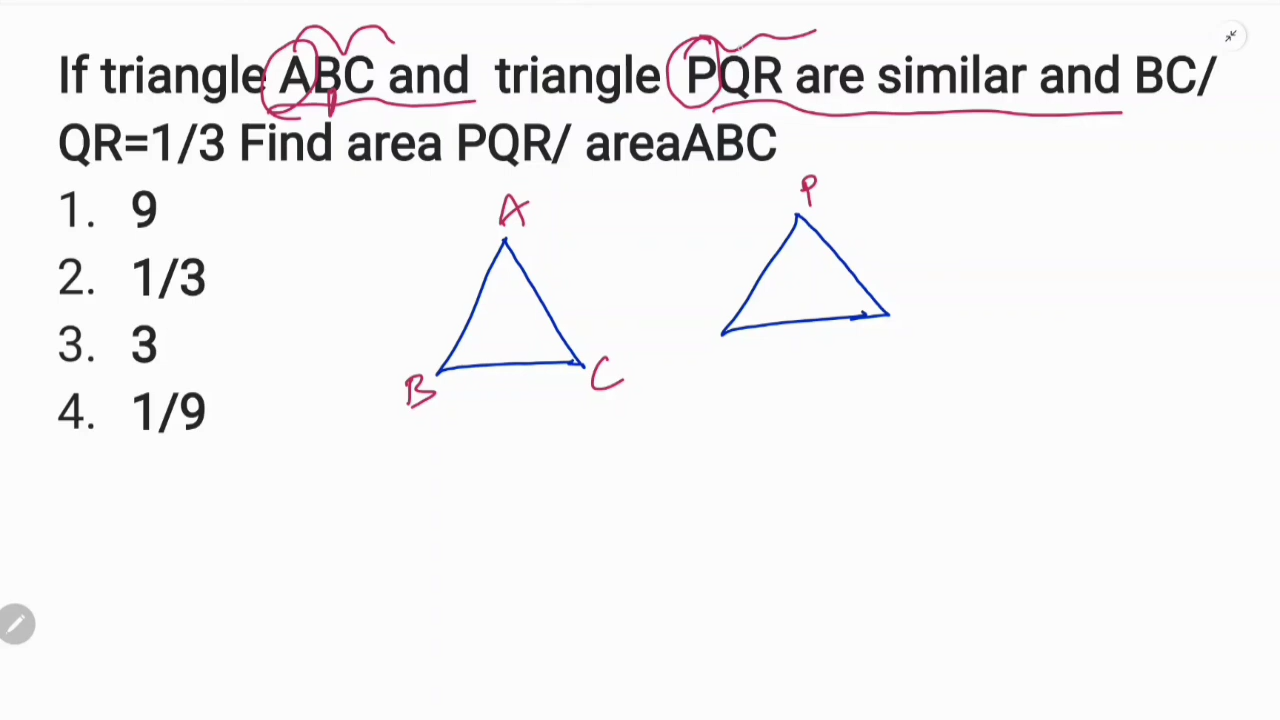 If triangle ABC and triangle PQR are similar and BC/
QR=1/3 Find area PQR/ areaABC
1. 9
2. 1/3
3. 3
4. 1/9
A
B
C
P